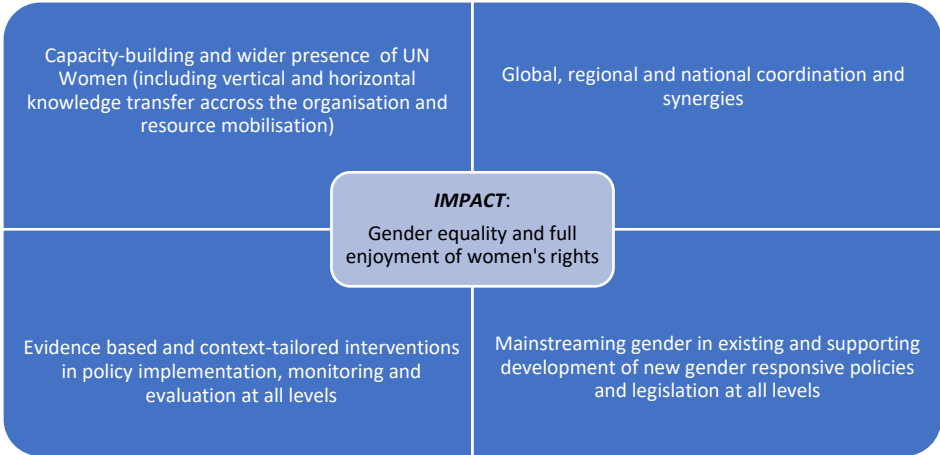 Capacity-building and wider presence of UN
Women (including vertical and horizontal
knowledge transfer accross the organisation and
resource mobilisation)
Global, regional and national coordination and
synergies
IMPACT:
Gender equality and full
enjoyment of women's rights
Evidence based and context-tailored interventions
in policy implementation, monitoring and
evaluation at all levels
Mainstreaming gender in existing and supporting
development of new gender responsive policies
and legislation at all levels